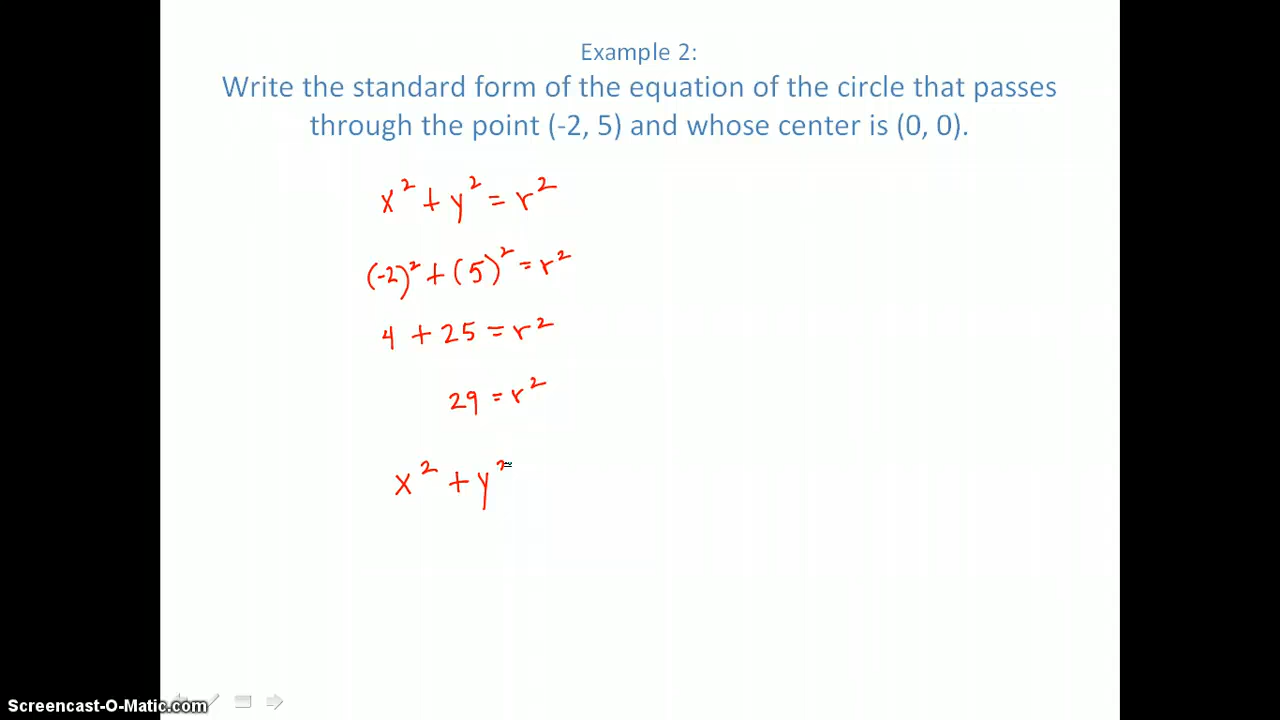 Example 2:
Write the standard form of the equation of the circle that passes
through the point (-2, 5) and whose center is (0, 0).
x² + y² = r²
(-2)² + (5)² = r²
4 + 25 = r²
29 = r²
x² + y²
Screencast-O-Matic.com